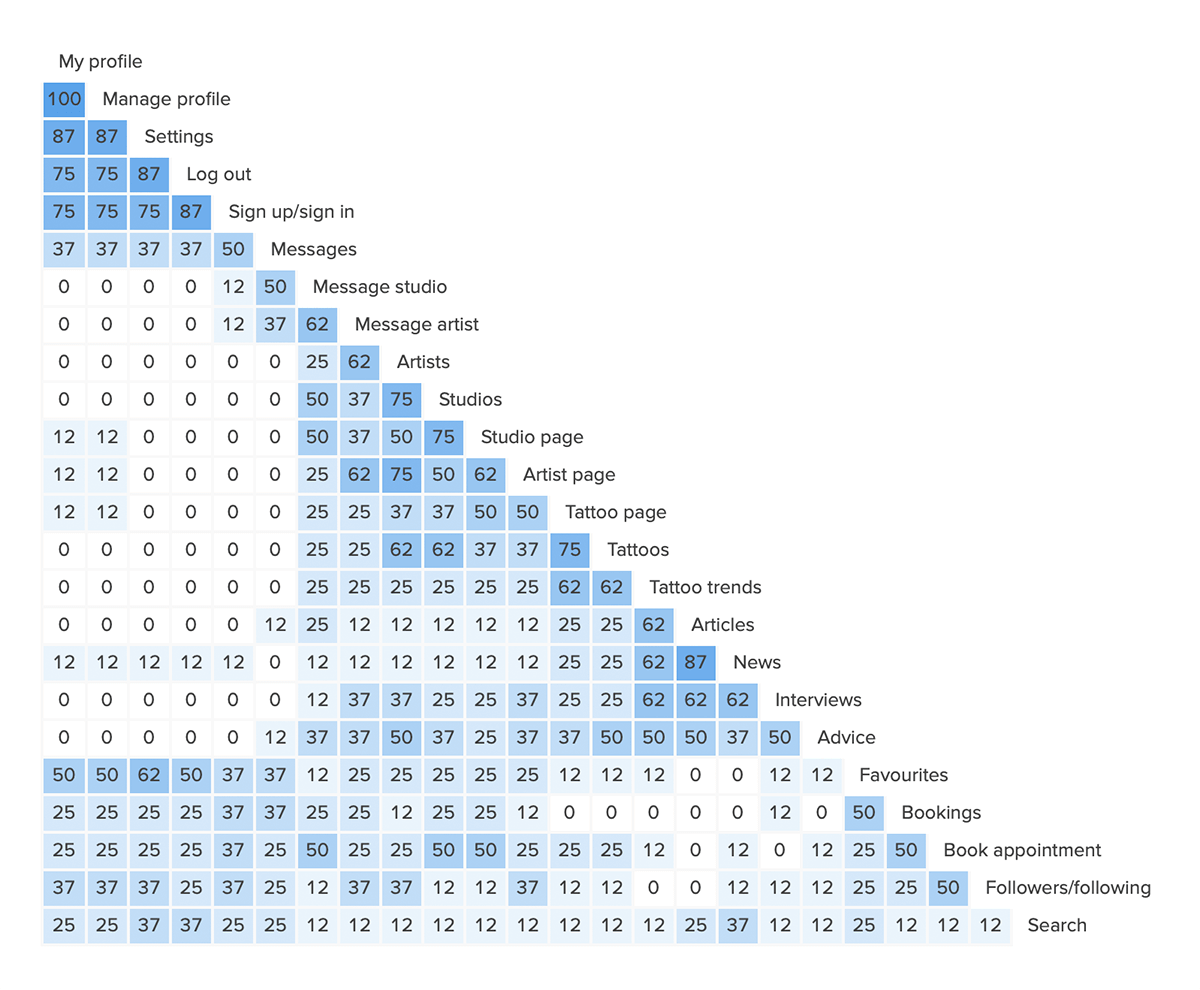 My profile
100 Manage profile
87 87 Settings
75 75 87 Log out
75 75 75 87 Sign up/sign in
37 37 37 37 50 Messages
0 0 0 0 12 50 Message studio
0 0 0 0 12 37 62 Message artist
0 0 0 0 0 0 25 62 Artists
0 0 0 0 0 0 50 37 75 Studios
12 12 0 0 0 0 50 37 50 75 Studio page
12 12 0 0 0 0 25 62 75 50 62 Artist page
12 12 0 0 0 0 25 25 37 37 50 50 Tattoo page
0 0 0 0 0 0 25 25 62 62 37 37 75 Tattoos
0 0 0 0 0 0 25 25 25 25 25 25 62 62 Tattoo trends
0 0 0 0 0 12 25 12 12 12 12 12 25 25 62 Articles
12 12 12 12 12 0 12 12 12 12 12 12 25 25 62 87 News
0 0 0 0 0 0 12 37 37 25 25 37 25 25 62 62 62 Interviews
0 0 0 0 0 12 37 37 50 37 25 37 37 50 50 50 37 50 Advice
50 50 62 50 37 37 12 25 25 25 25 25 12 12 12 0 0 12 12 Favourites
25 25 25 25 37 37 25 25 12 25 25 12 0 0 0 0 0 12 0 50 Bookings
25 25 25 25 37 25 50 25 25 50 50 25 25 25 12 0 12 0 12 25 50 Book appointment
37 37 37 25 37 25 12 37 37 12 12 37 12 12 0 0 12 12 12 25 25 50 Followers/following
25 25 37 37 25 25 12 12 12 12 12 12 12 12 12 25 37 12 12 25 12 12 12 Search